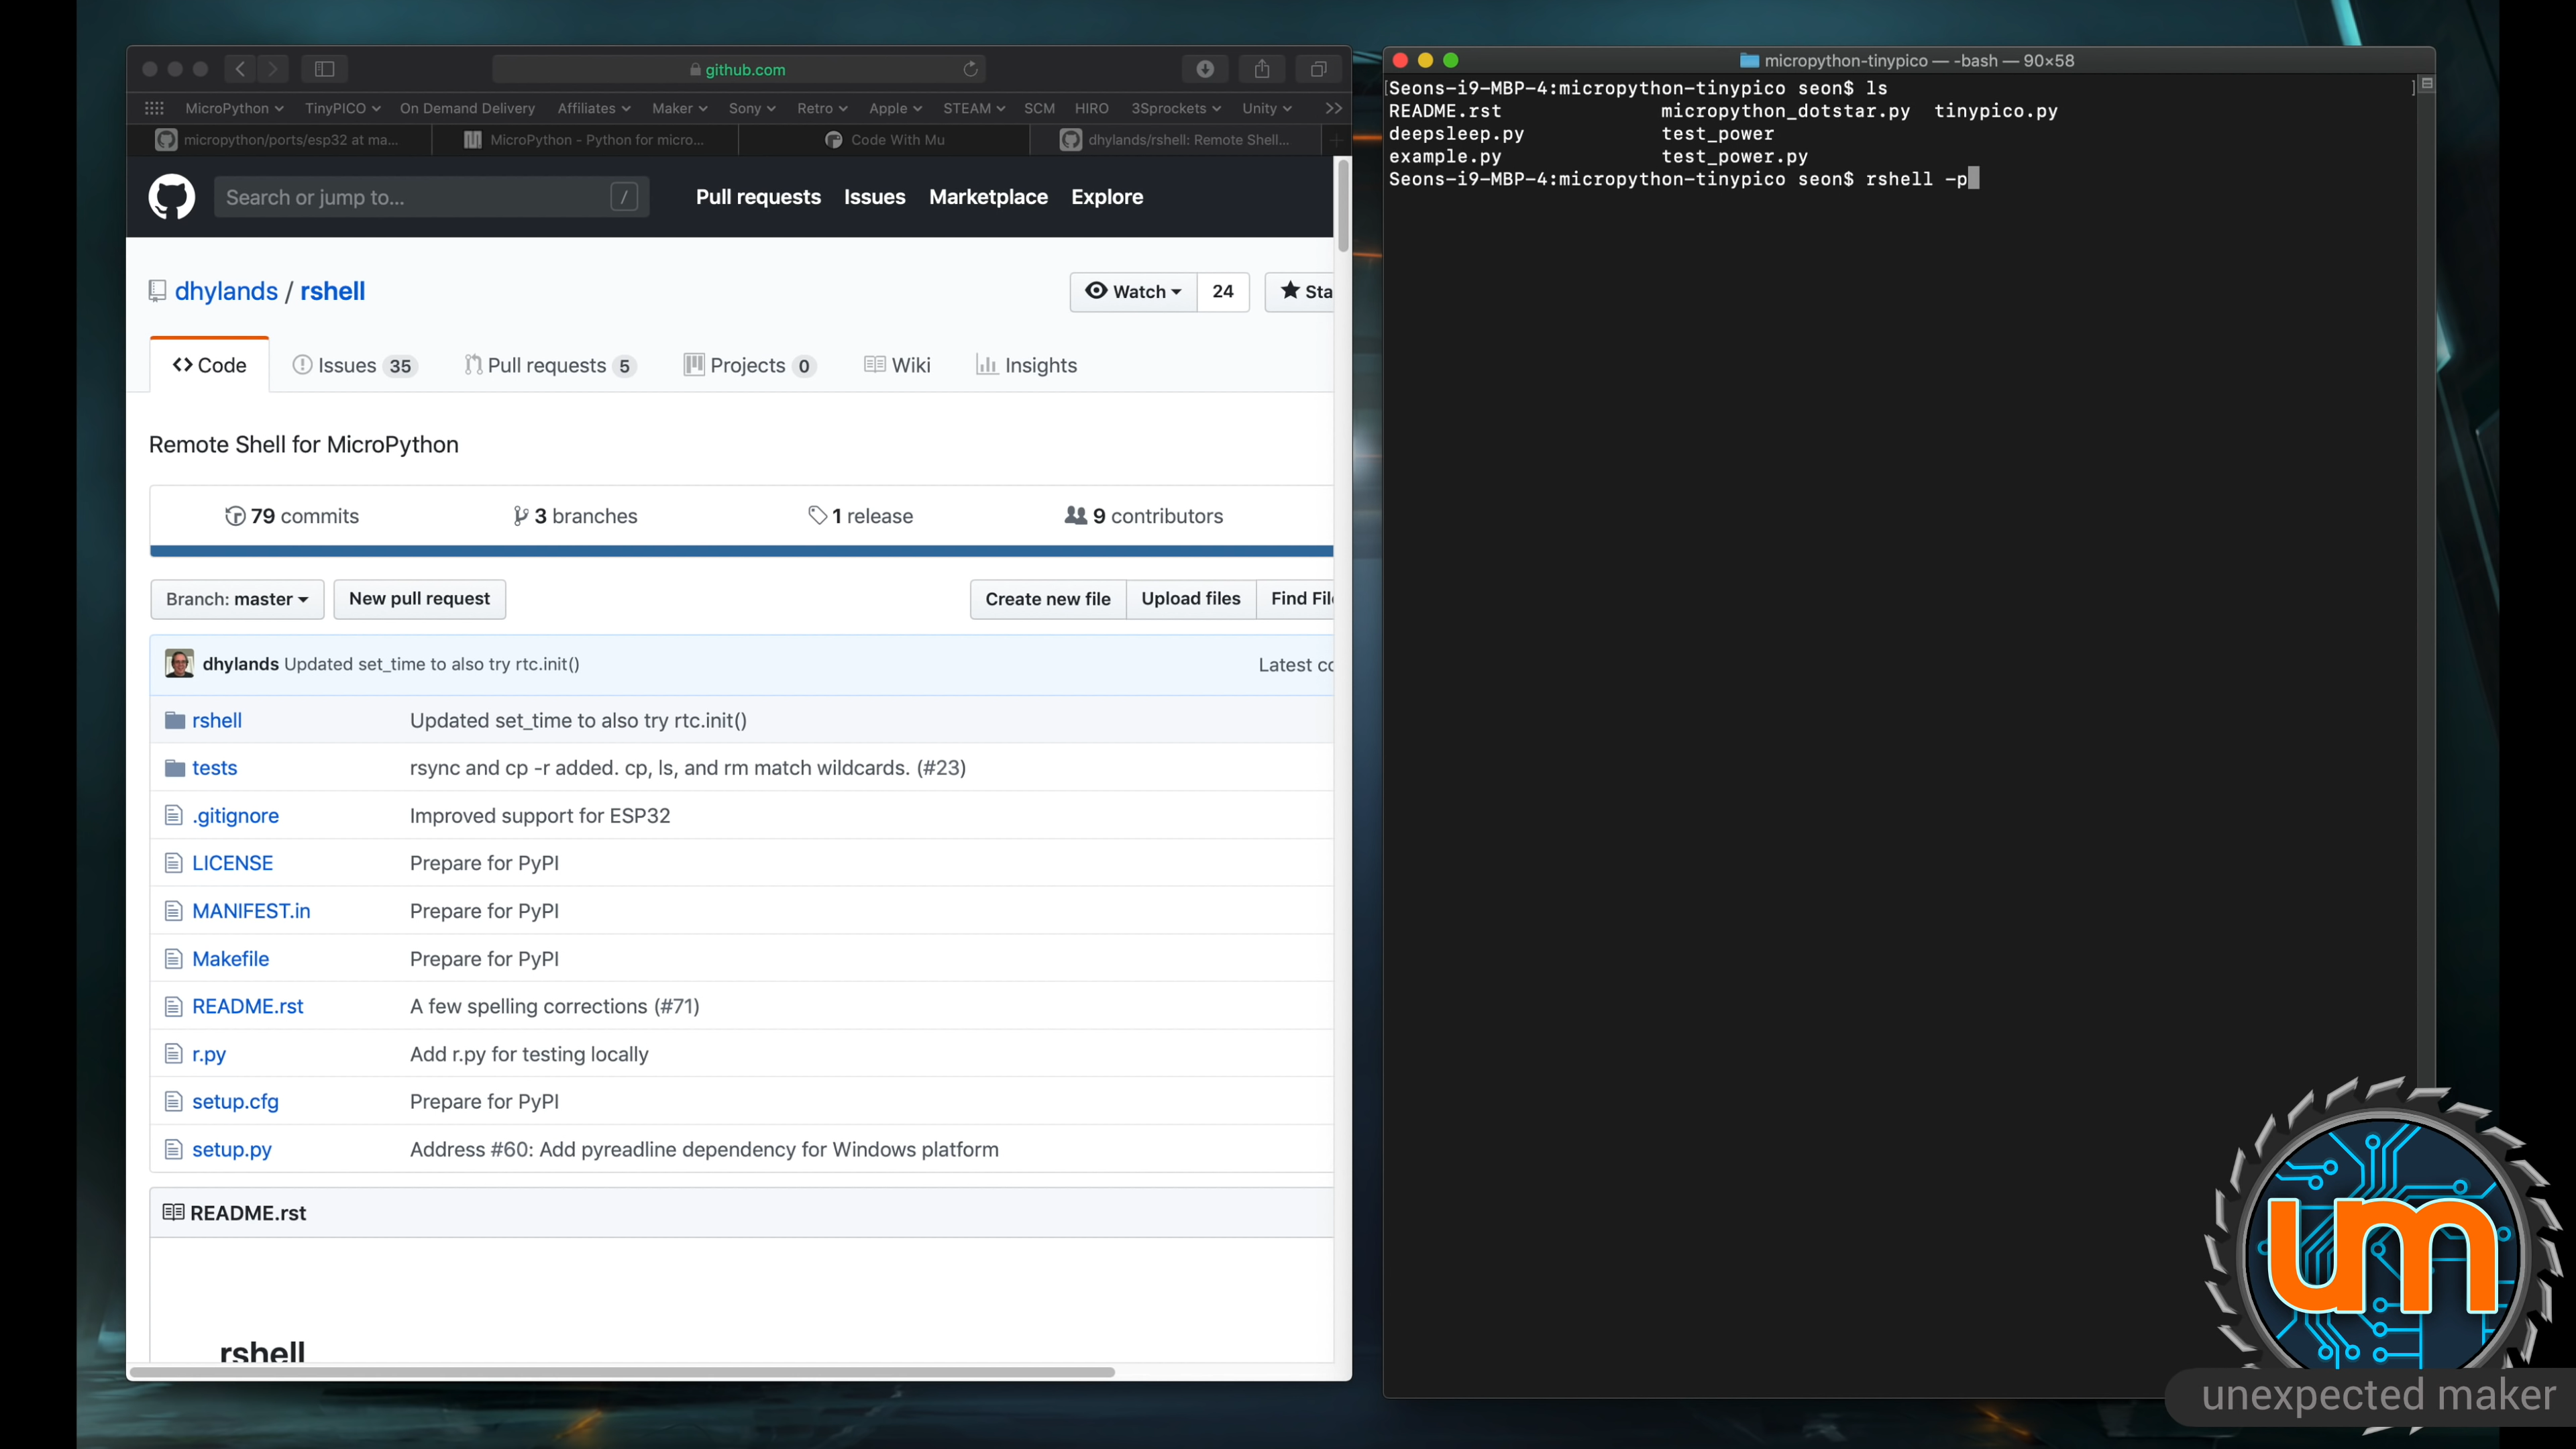 github.com
MicroPython
TinyPICO
On Demand Delivery
Affiliates
Maker
Sony
Retro
Apple
STEAM
SCM
HIRO
3Sprockets
Unity
micropython/ports/esp32 at ma...
MicroPython - Python for micro...
Code With Mu
dhylands/rshell: Remote Shell...
Search or jump to... /
Pull requests
Issues
Marketplace
Explore
dhylands / rshell
Watch 24
Sta
Code
Issues 35
Pull requests 5
Projects 0
Wiki
Insights
Remote Shell for MicroPython
79 commits
3 branches
1 release
9 contributors
Branch: master
New pull request
Create new file
Upload files
Find Fil
dhylands Updated set_time to also try rtc.init()
Latest co
rshell Updated set_time to also try rtc.init()
tests rsync and cp -r added. cp, ls, and rm match wildcards. (#23)
.gitignore Improved support for ESP32
LICENSE Prepare for PyPI
MANIFEST.in Prepare for PyPI
Makefile Prepare for PyPI
README.rst A few spelling corrections (#71)
r.py Add r.py for testing locally
setup.cfg Prepare for PyPI
setup.py Address #60: Add pyreadline dependency for Windows platform
README.rst
rshell
micropython-tinypico — -bash — 90×58
[Seons-i9-MBP-4:micropython-tinypico seon$ ls ]
README.rst micropython_dotstar.py tinypico.py
deepsleep.py test_power
example.py test_power.py
Seons-i9-MBP-4:micropython-tinypico seon$ rshell -p
um
unexpected maker